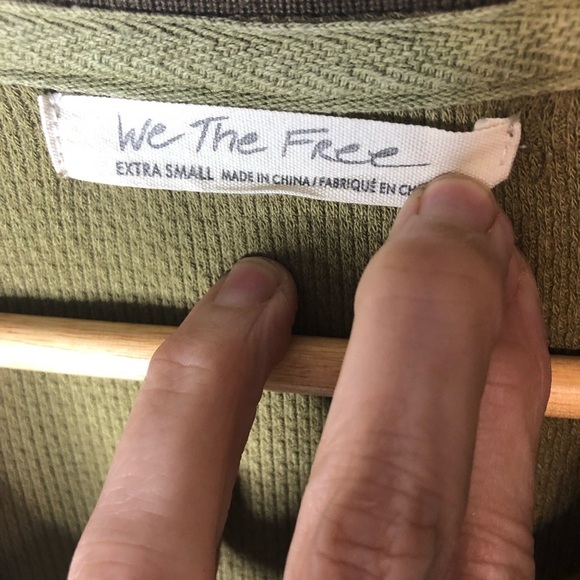 We The Free
EXTRA SMALL MADE IN CHINA / FABRIQUÉ EN